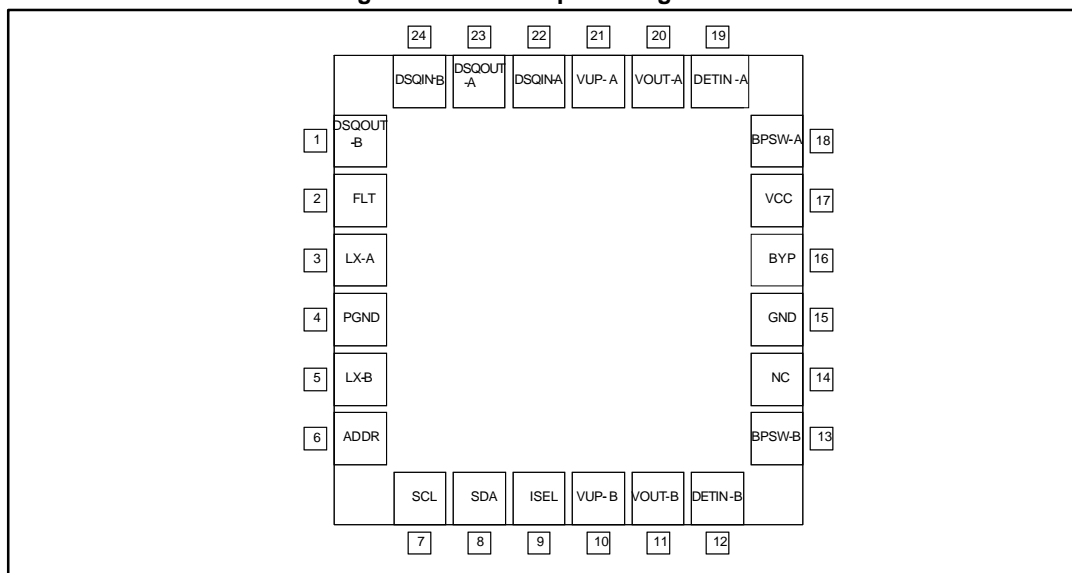 24 23 22 21 20 19
DSQIN-B DSQOUT-A DSQIN-A VUP-A VOUT-A DETIN-A
1 DSQOUT-B BPSW-A 18
2 FLT VCC 17
3 LX-A BYP 16
4 PGND GND 15
5 LX-B NC 14
6 ADDR BPSW-B 13
SCL SDA ISEL VUP-B VOUT-B DETIN-B
7 8 9 10 11 12